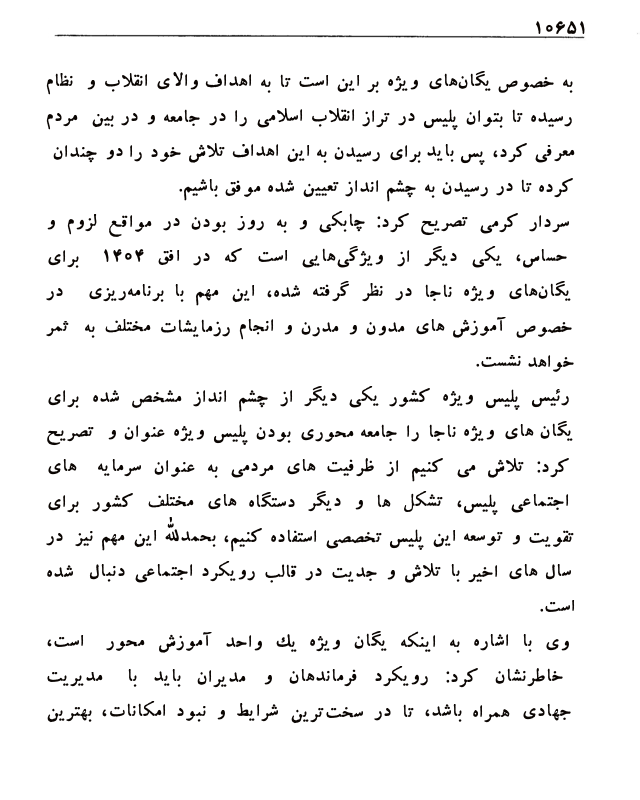 ۱۰۶۵۱
به خصوص یگان‌های ویژه بر این است تا به اهداف والای انقلاب و نظام
رسیده تا بتوان پلیس در تراز انقلاب اسلامی را در جامعه و در بین مردم
معرفی کرد، پس باید برای رسیدن به این اهداف تلاش خود را دو چندان
کرده تا در رسیدن به چشم انداز تعیین شده موفق باشیم.
سردار کرمی تصریح کرد: چابکی و به روز بودن در مواقع لزوم و
حساس، یکی دیگر از ویژگی‌هایی است که در افق ۱۴۰۴ برای
یگان‌های ویژه ناجا در نظر گرفته شده، این مهم با برنامه‌ریزی در
خصوص آموزش های مدون و مدرن و انجام رزمایشات مختلف به ثمر
خواهد نشست.
رئیس پلیس ویژه کشور یکی دیگر از چشم انداز مشخص شده برای
یگان های ویژه ناجا را جامعه محوری بودن پلیس ویژه عنوان و تصریح
کرد: تلاش می کنیم از ظرفیت های مردمی به عنوان سرمایه های
اجتماعی پلیس، تشکل ها و دیگر دستگاه های مختلف کشور برای
تقویت و توسعه این پلیس تخصصی استفاده کنیم، بحمدلله این مهم نیز در
سال های اخیر با تلاش و جدیت در قالب رویکرد اجتماعی دنبال شده
است.
وی با اشاره به اینکه یگان ویژه یك واحد آموزش محور است،
خاطرنشان کرد: رویکرد فرماندهان و مدیران باید با مدیریت
جهادی همراه باشد، تا در سخت‌ترین شرایط و نبود امکانات، بهترین